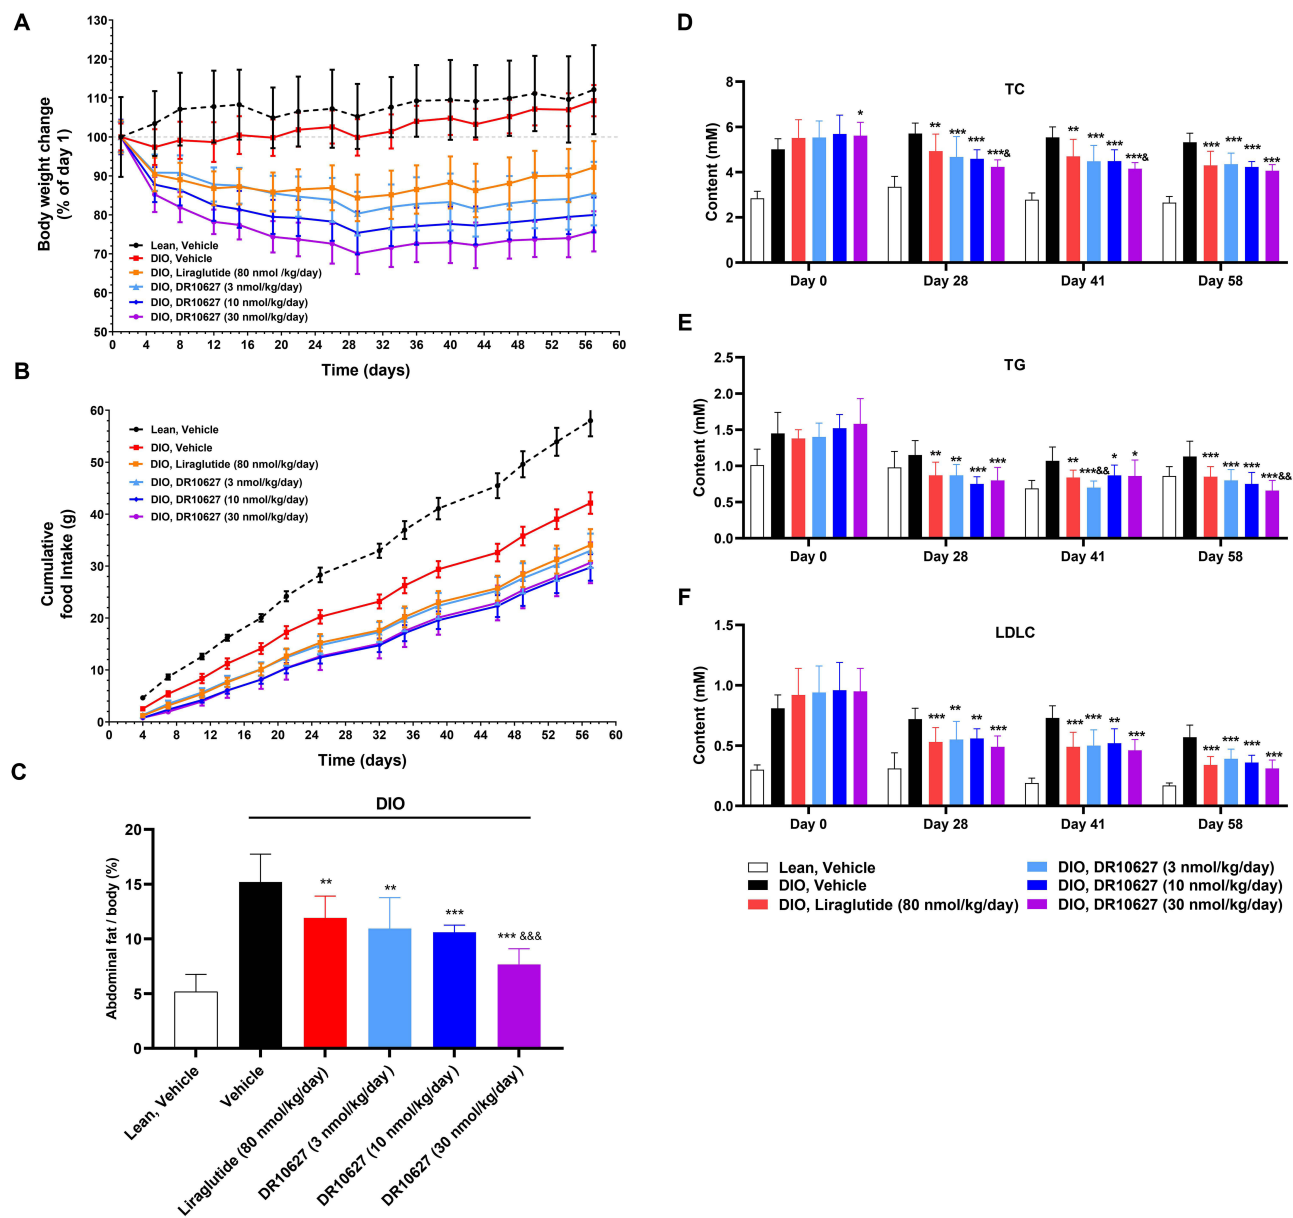 A
130
120
110
100
90
80
70
60
50
Body weight change
(% of day 1)
Lean, Vehicle
DIO, Vehicle
DIO, Liraglutide (80 nmol /kg/day)
DIO, DR10627 (3 nmol/kg/day)
DIO, DR10627 (10 nmol/kg/day)
DIO, DR10627 (30 nmol/kg/day)
0 4 8 12 16 20 24 28 32 36 40 44 48 52 56 60
Time (days)
B
60
50
40
30
20
10
0
Cumulative
food Intake (g)
Lean, Vehicle
DIO, Vehicle
DIO, Liraglutide (80 nmol/kg/day)
DIO, DR10627 (3 nmol/kg/day)
DIO, DR10627 (10 nmol/kg/day)
DIO, DR10627 (30 nmol/kg/day)
0 4 8 12 16 20 24 28 32 36 40 44 48 52 56 60
Time (days)
C
DIO
20
15
10
5
0
Abdominal fat / body (%)
** ** *** *** &&&
Lean, Vehicle
Vehicle
Liraglutide (80 nmol/kg/day)
DR10627 (3 nmol/kg/day)
DR10627 (10 nmol/kg/day)
DR10627 (30 nmol/kg/day)
D
TC
8
6
4
2
0
Content (mM)
*
** *** *** ***&
** *** *** ***&
*** *** *** ***
Day 0 Day 28 Day 41 Day 58
E
TG
2.5
2.0
1.5
1.0
0.5
0.0
Content (mM)
** ** *** ***
** ***&& * *
*** *** *** ***&&
Day 0 Day 28 Day 41 Day 58
F
LDLC
1.5
1.0
0.5
0.0
Content (mM)
*** ** ** ***
*** *** ** ***
*** *** *** ***
Day 0 Day 28 Day 41 Day 58
Lean, Vehicle
DIO, Vehicle
DIO, Liraglutide (80 nmol/kg/day)
DIO, DR10627 (3 nmol/kg/day)
DIO, DR10627 (10 nmol/kg/day)
DIO, DR10627 (30 nmol/kg/day)